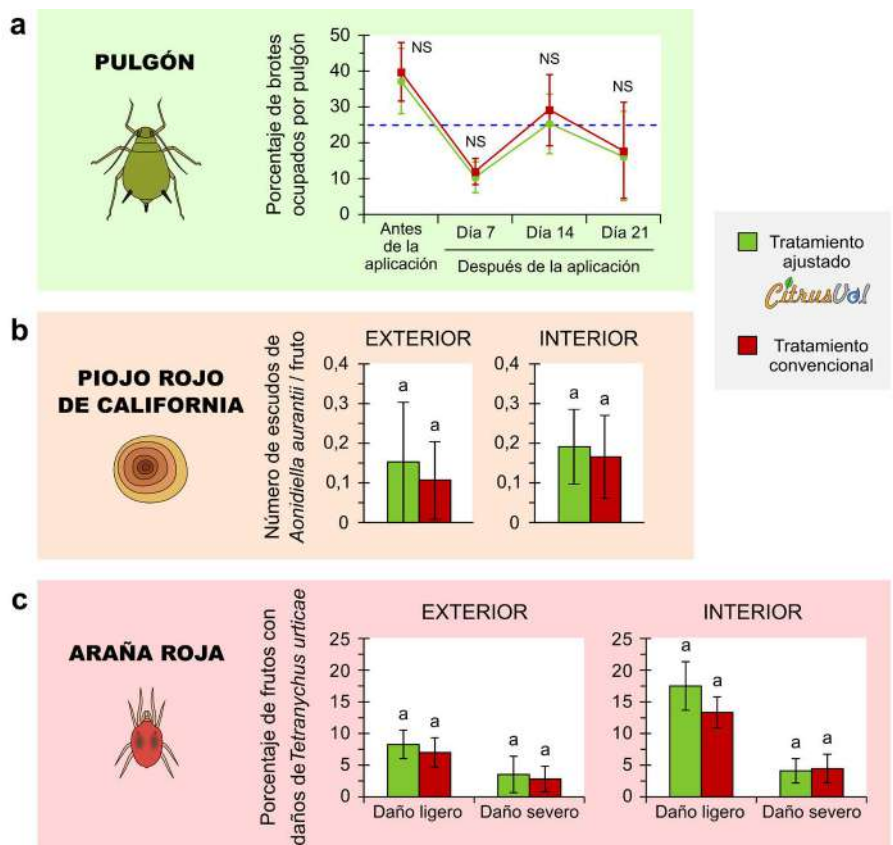 a
PULGÓN
Porcentaje de brotes
ocupados por pulgón
50
40
30
20
10
0
NS
NS
NS
NS
Antes
de la
aplicación
Día 7
Día 14
Día 21
Después de la aplicación
Tratamiento
ajustado
CitrusVol
Tratamiento
convencional
b
PIOJO ROJO
DE CALIFORNIA
Número de escudos de
Aonidiella aurantii / fruto
EXTERIOR
0,4
0,3
0,2
0,1
0
a
a
INTERIOR
0,4
0,3
0,2
0,1
0
a
a
c
ARAÑA ROJA
Porcentaje de frutos con
daños de Tetranychus urticae
EXTERIOR
25
20
15
10
5
0
a
a
a
a
Daño ligero
Daño severo
INTERIOR
25
20
15
10
5
0
a
a
a
a
Daño ligero
Daño severo